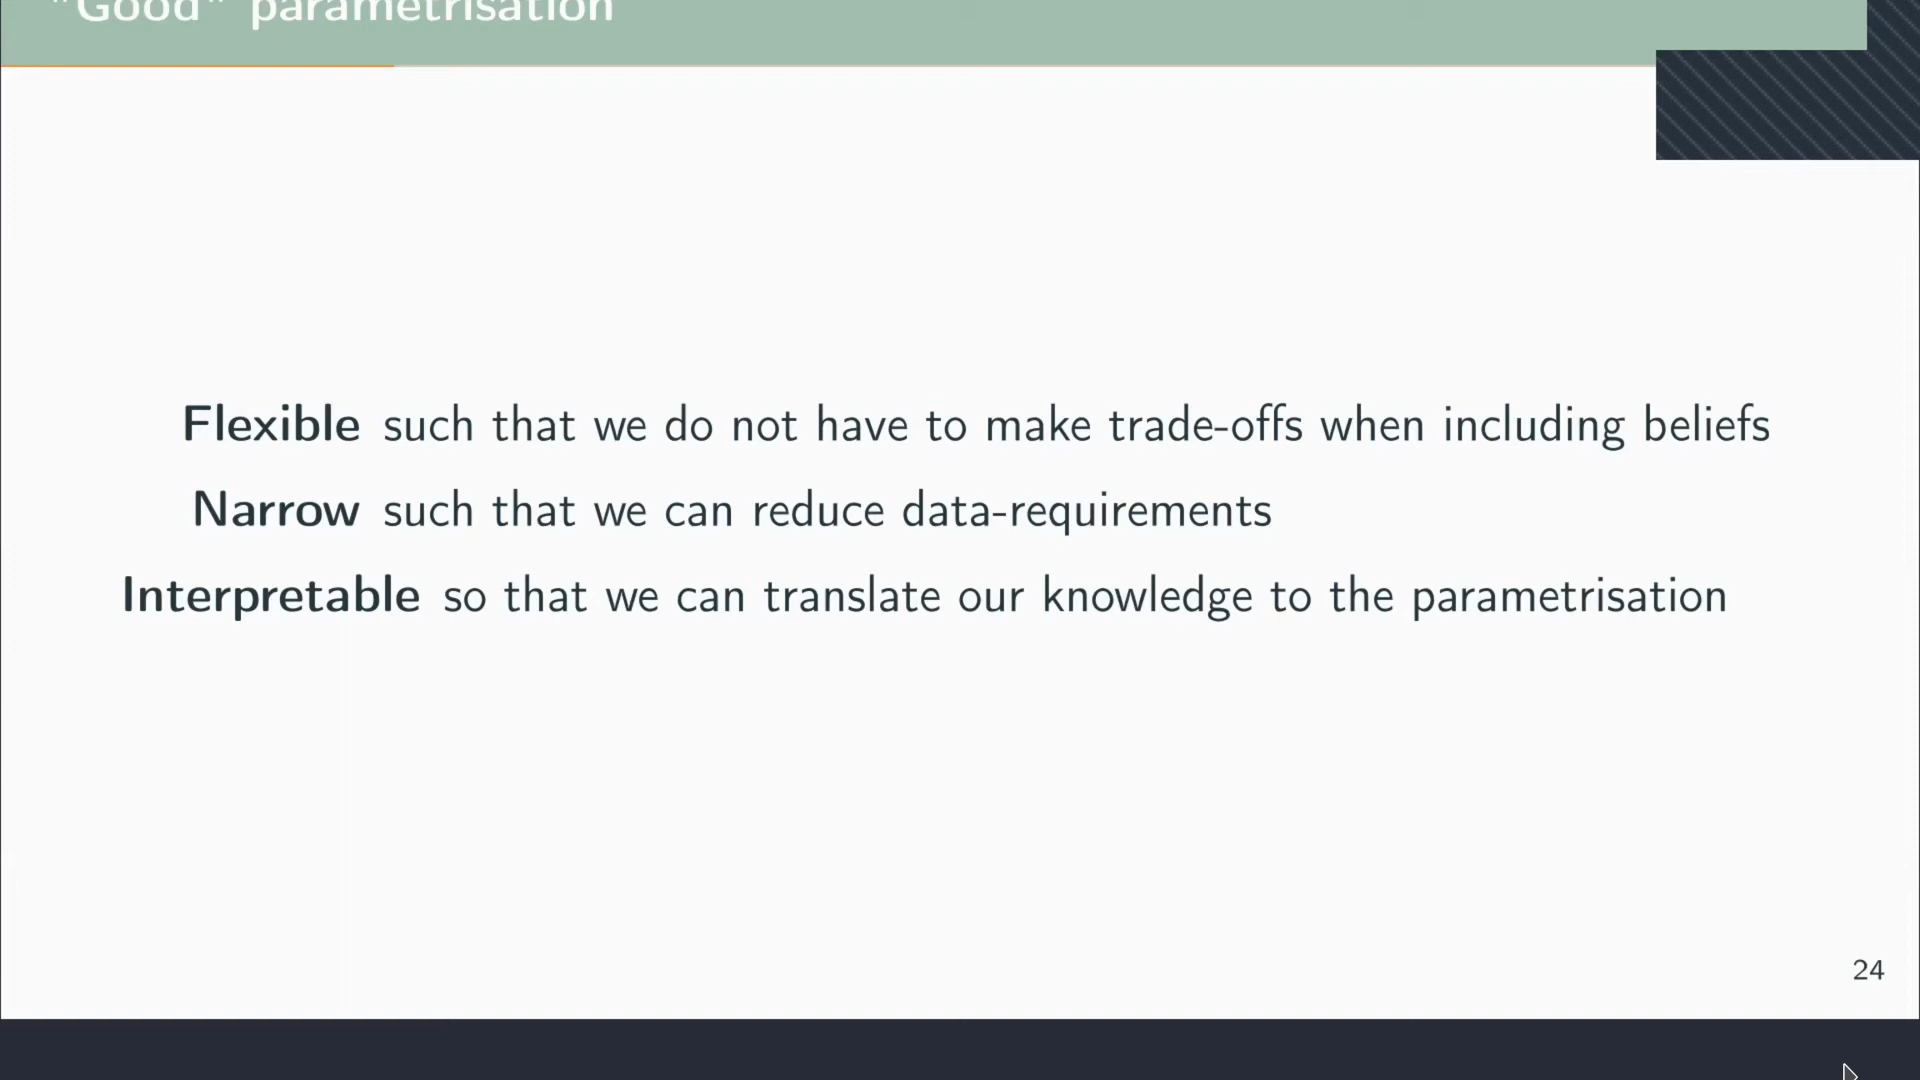 "Good" parametrisation
Flexible such that we do not have to make trade-offs when including beliefs
Narrow such that we can reduce data-requirements
Interpretable so that we can translate our knowledge to the parametrisation
24